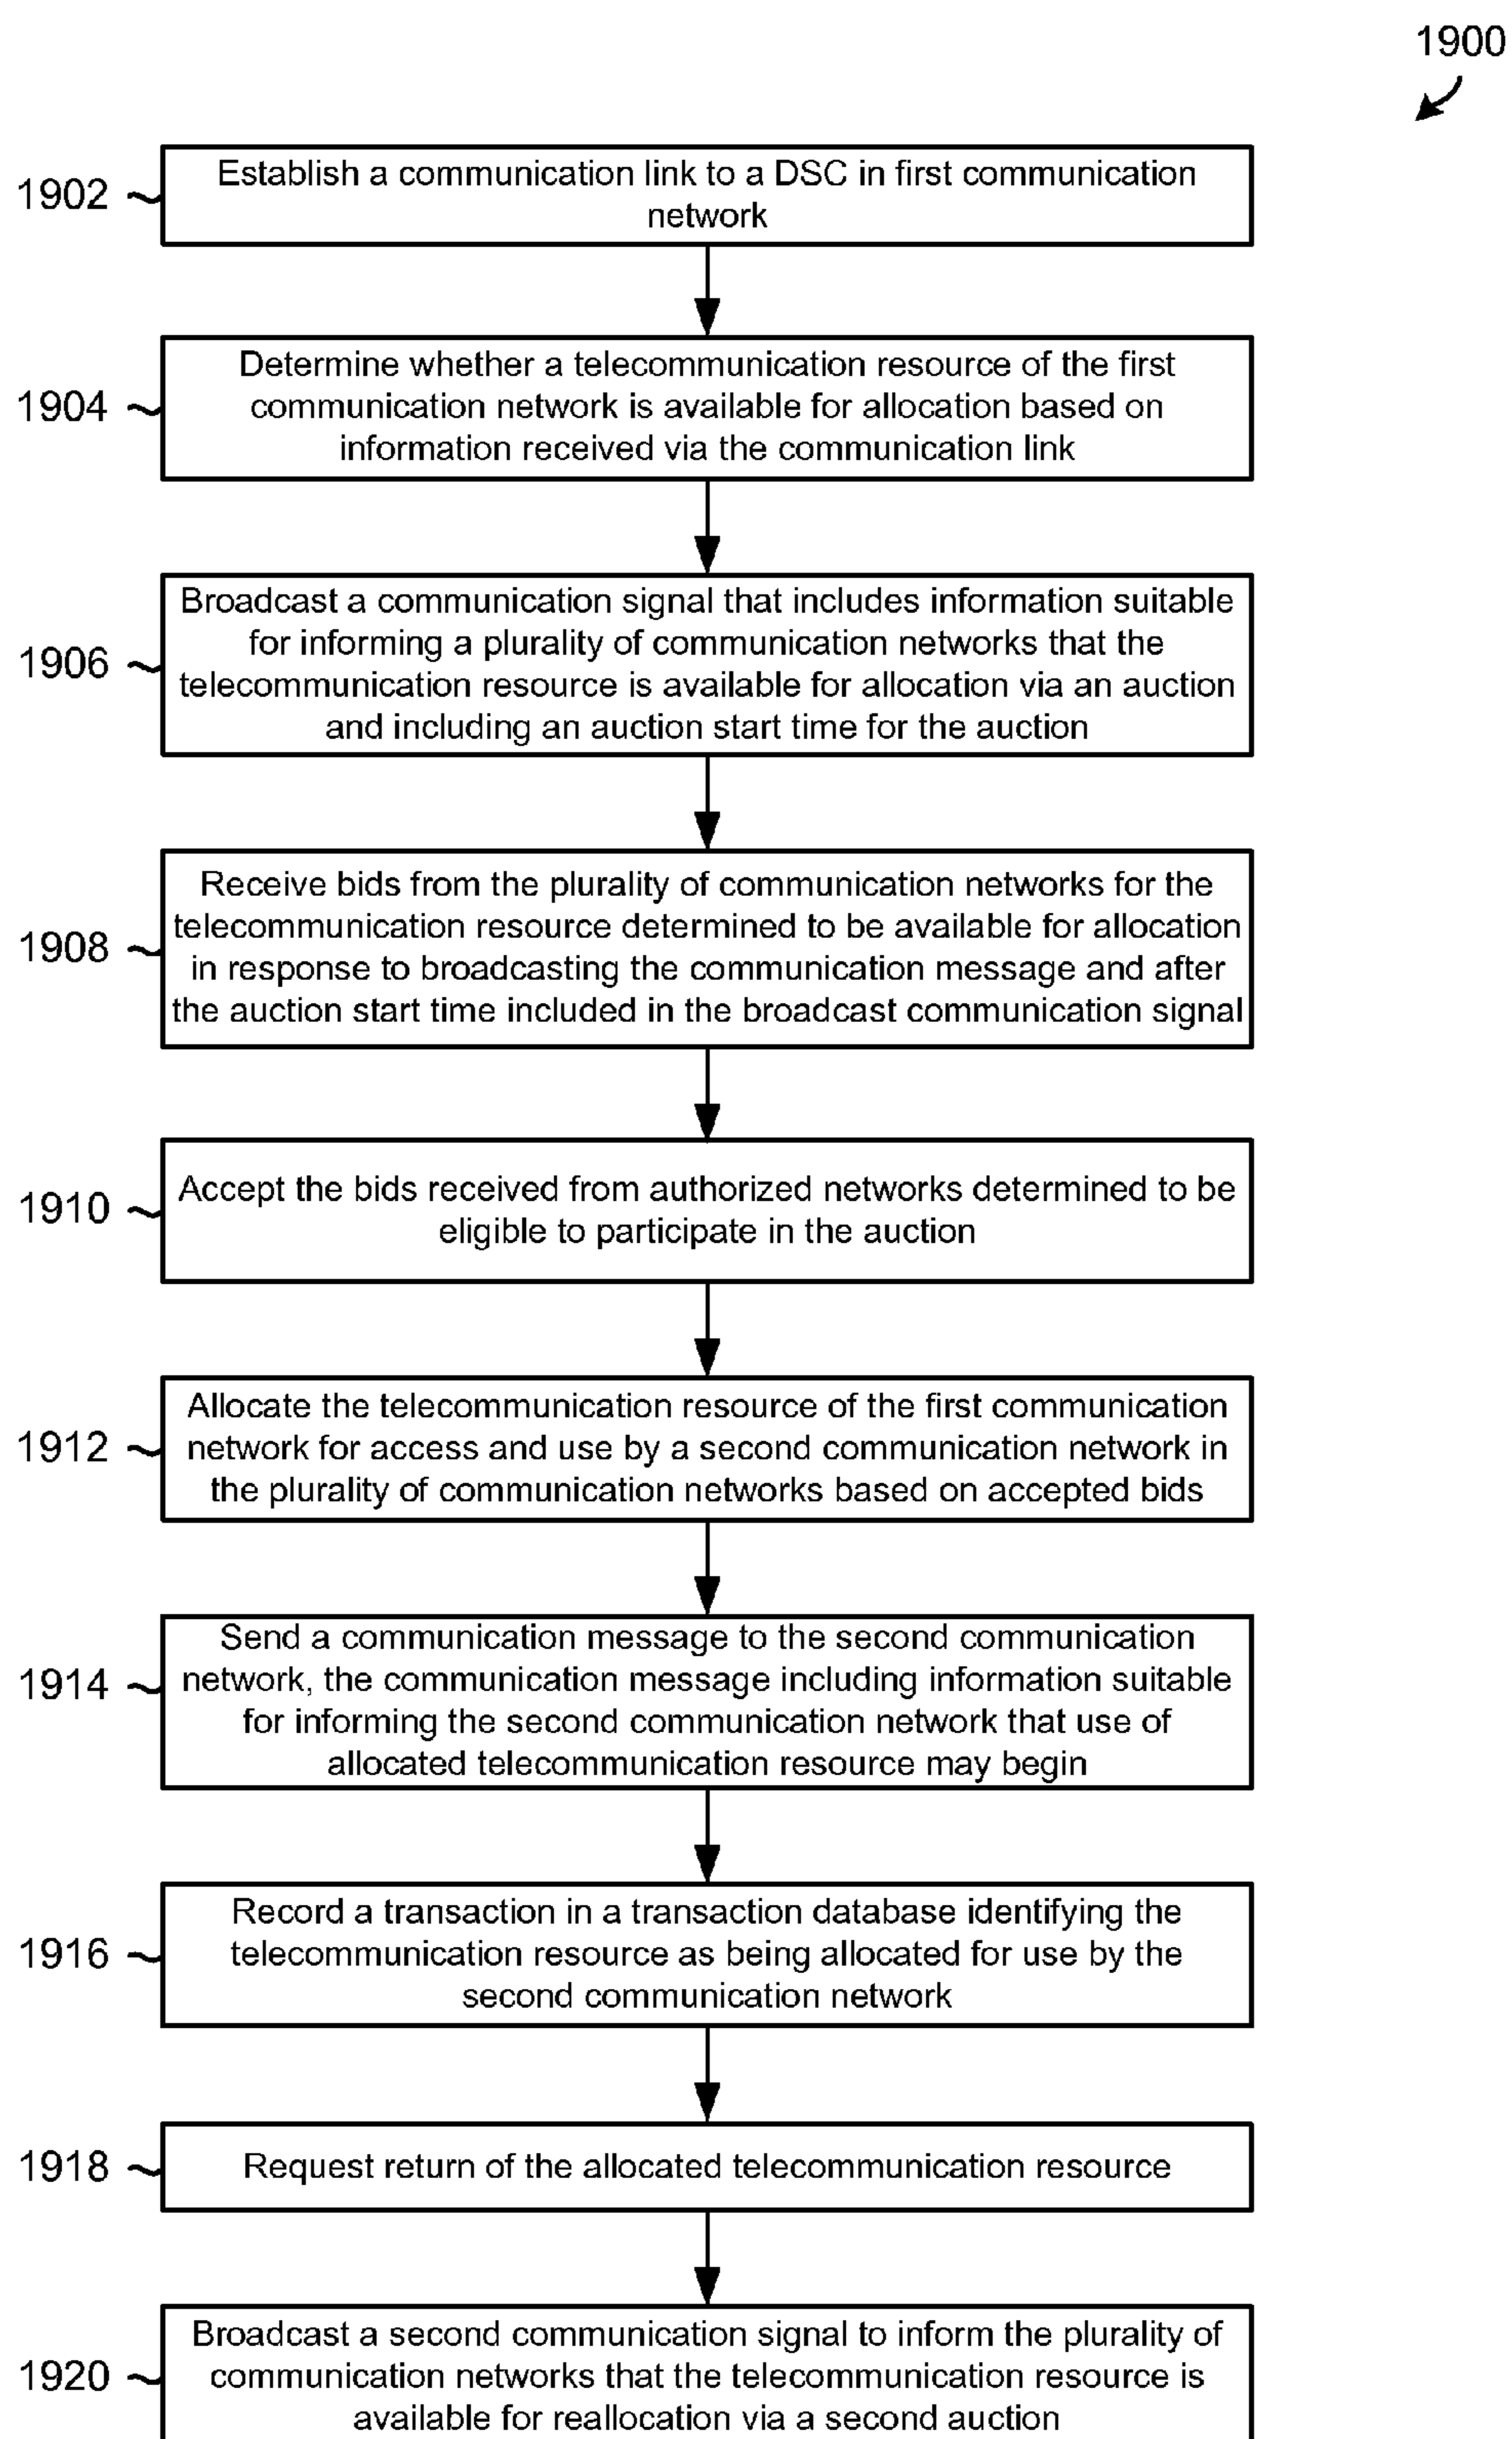 1900
1902
Establish a communication link to a DSC in first communication
network
1904
Determine whether a telecommunication resource of the first
communication network is available for allocation based on
information received via the communication link
1906
Broadcast a communication signal that includes information suitable
for informing a plurality of communication networks that the
telecommunication resource is available for allocation via an auction
and including an auction start time for the auction
1908
Receive bids from the plurality of communication networks for the
telecommunication resource determined to be available for allocation
in response to broadcasting the communication message and after
the auction start time included in the broadcast communication signal
1910
Accept the bids received from authorized networks determined to be
eligible to participate in the auction
1912
Allocate the telecommunication resource of the first communication
network for access and use by a second communication network in
the plurality of communication networks based on accepted bids
1914
Send a communication message to the second communication
network, the communication message including information suitable
for informing the second communication network that use of
allocated telecommunication resource may begin
1916
Record a transaction in a transaction database identifying the
telecommunication resource as being allocated for use by the
second communication network
1918
Request return of the allocated telecommunication resource
1920
Broadcast a second communication signal to inform the plurality of
communication networks that the telecommunication resource is
available for reallocation via a second auction